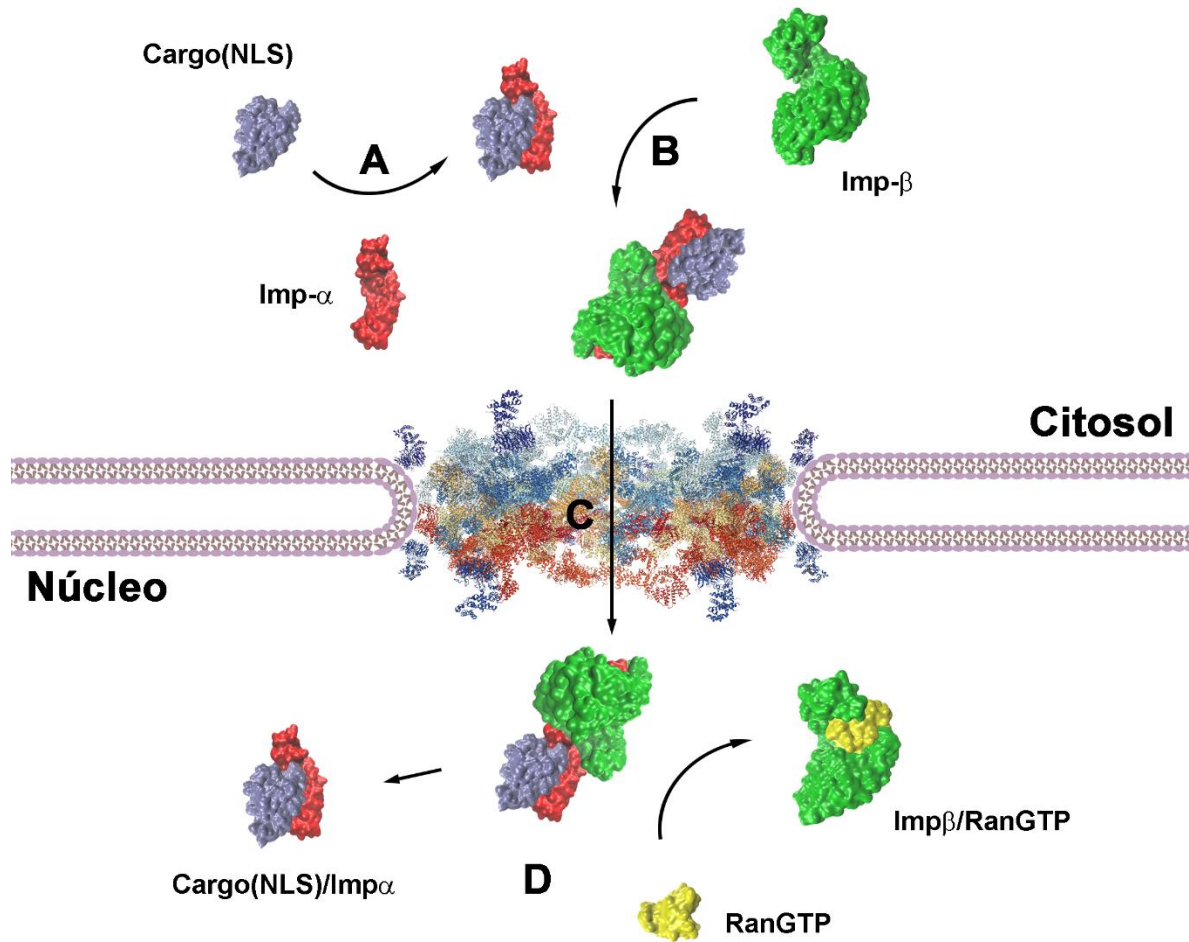 Cargo(NLS)
A
B
Imp-β
Imp-α
Citosol
C
Núcleo
Impβ/RanGTP
Cargo(NLS)/Impα
D
RanGTP